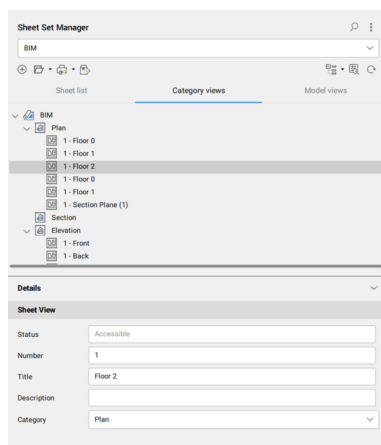 Sheet Set Manager
BIM
Sheet list Category views Model views
BIM
Plan
1 - Floor 0
1 - Floor 1
1 - Floor 2
1 - Floor 0
1 - Floor 1
1 - Section Plane (1)
Section
Elevation
1 - Front
1 - Back
Details
Sheet View
Status Accessible
Number 1
Title Floor 2
Description
Category Plan